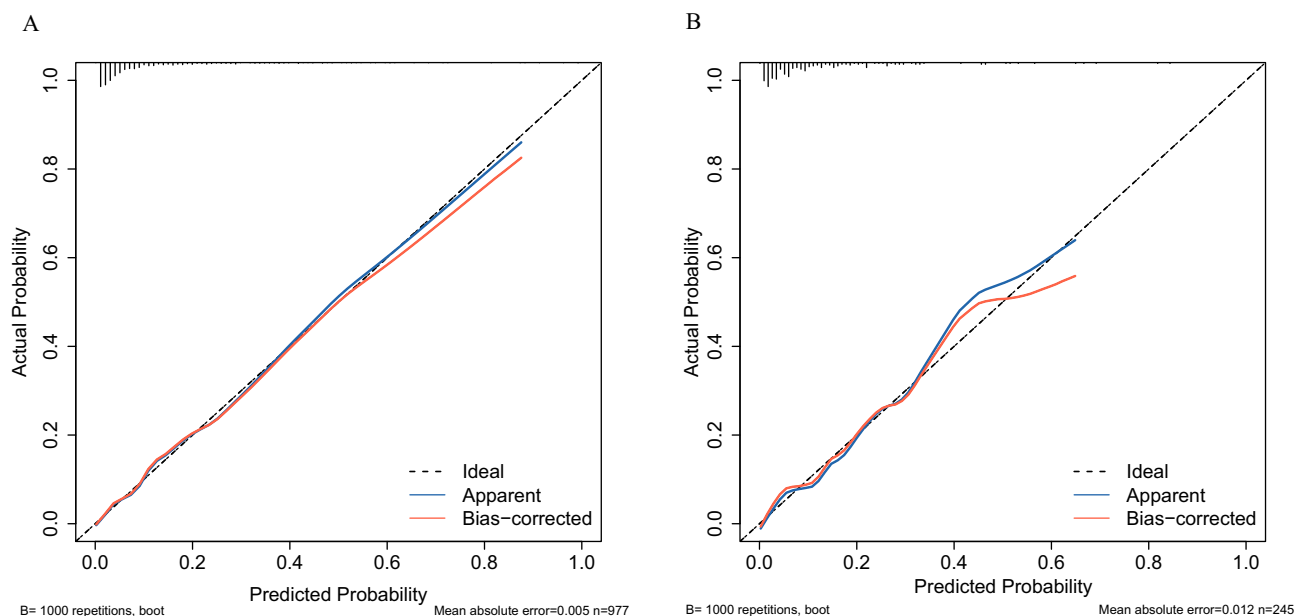 A
Actual Probability
1.0
0.8
0.6
0.4
0.2
0.0
Ideal
Apparent
Bias-corrected
0.0 0.2 0.4 0.6 0.8 1.0
Predicted Probability
B= 1000 repetitions, boot
Mean absolute error=0.005 n=977
B
Actual Probability
1.0
0.8
0.6
0.4
0.2
0.0
Ideal
Apparent
Bias-corrected
0.0 0.2 0.4 0.6 0.8 1.0
Predicted Probability
B= 1000 repetitions, boot
Mean absolute error=0.012 n=245